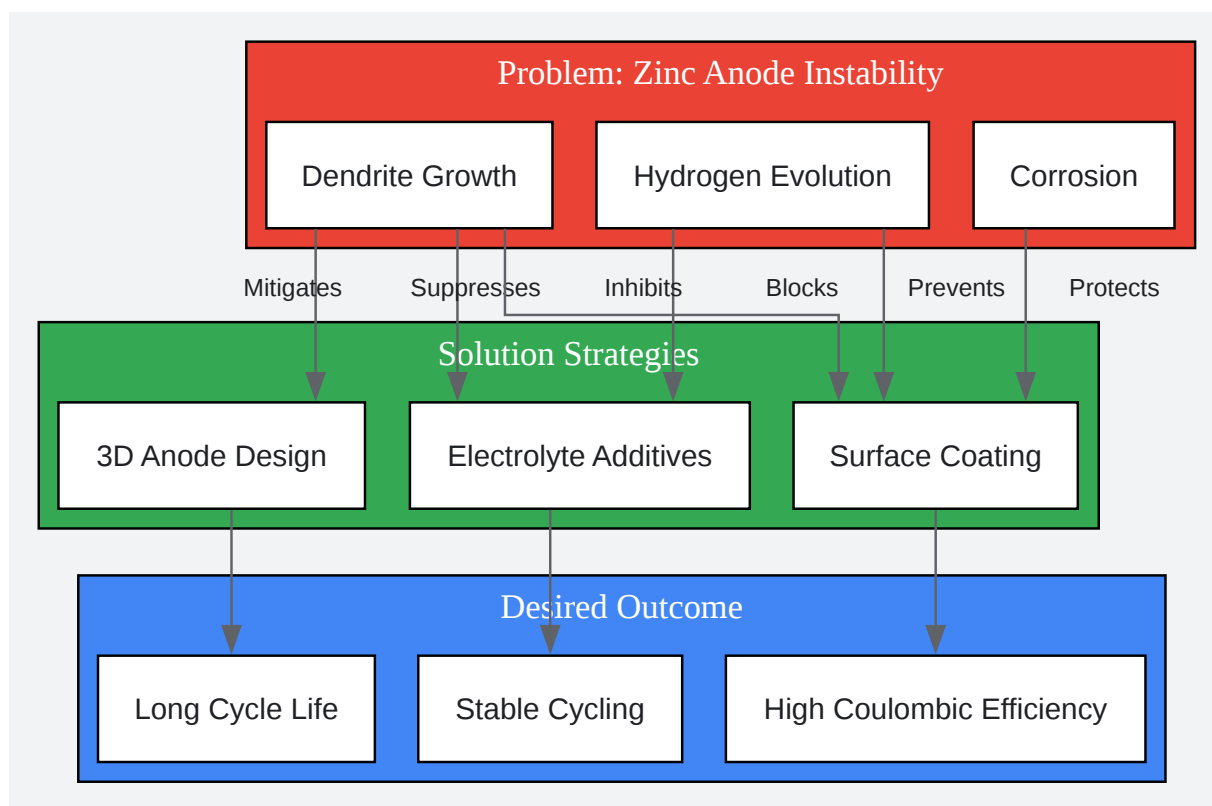 Problem: Zinc Anode Instability
Dendrite Growth
Hydrogen Evolution
Corrosion
Mitigates
Suppresses
Inhibits
Blocks
Prevents
Protects
Solution Strategies
3D Anode Design
Electrolyte Additives
Surface Coating
Desired Outcome
Long Cycle Life
Stable Cycling
High Coulombic Efficiency